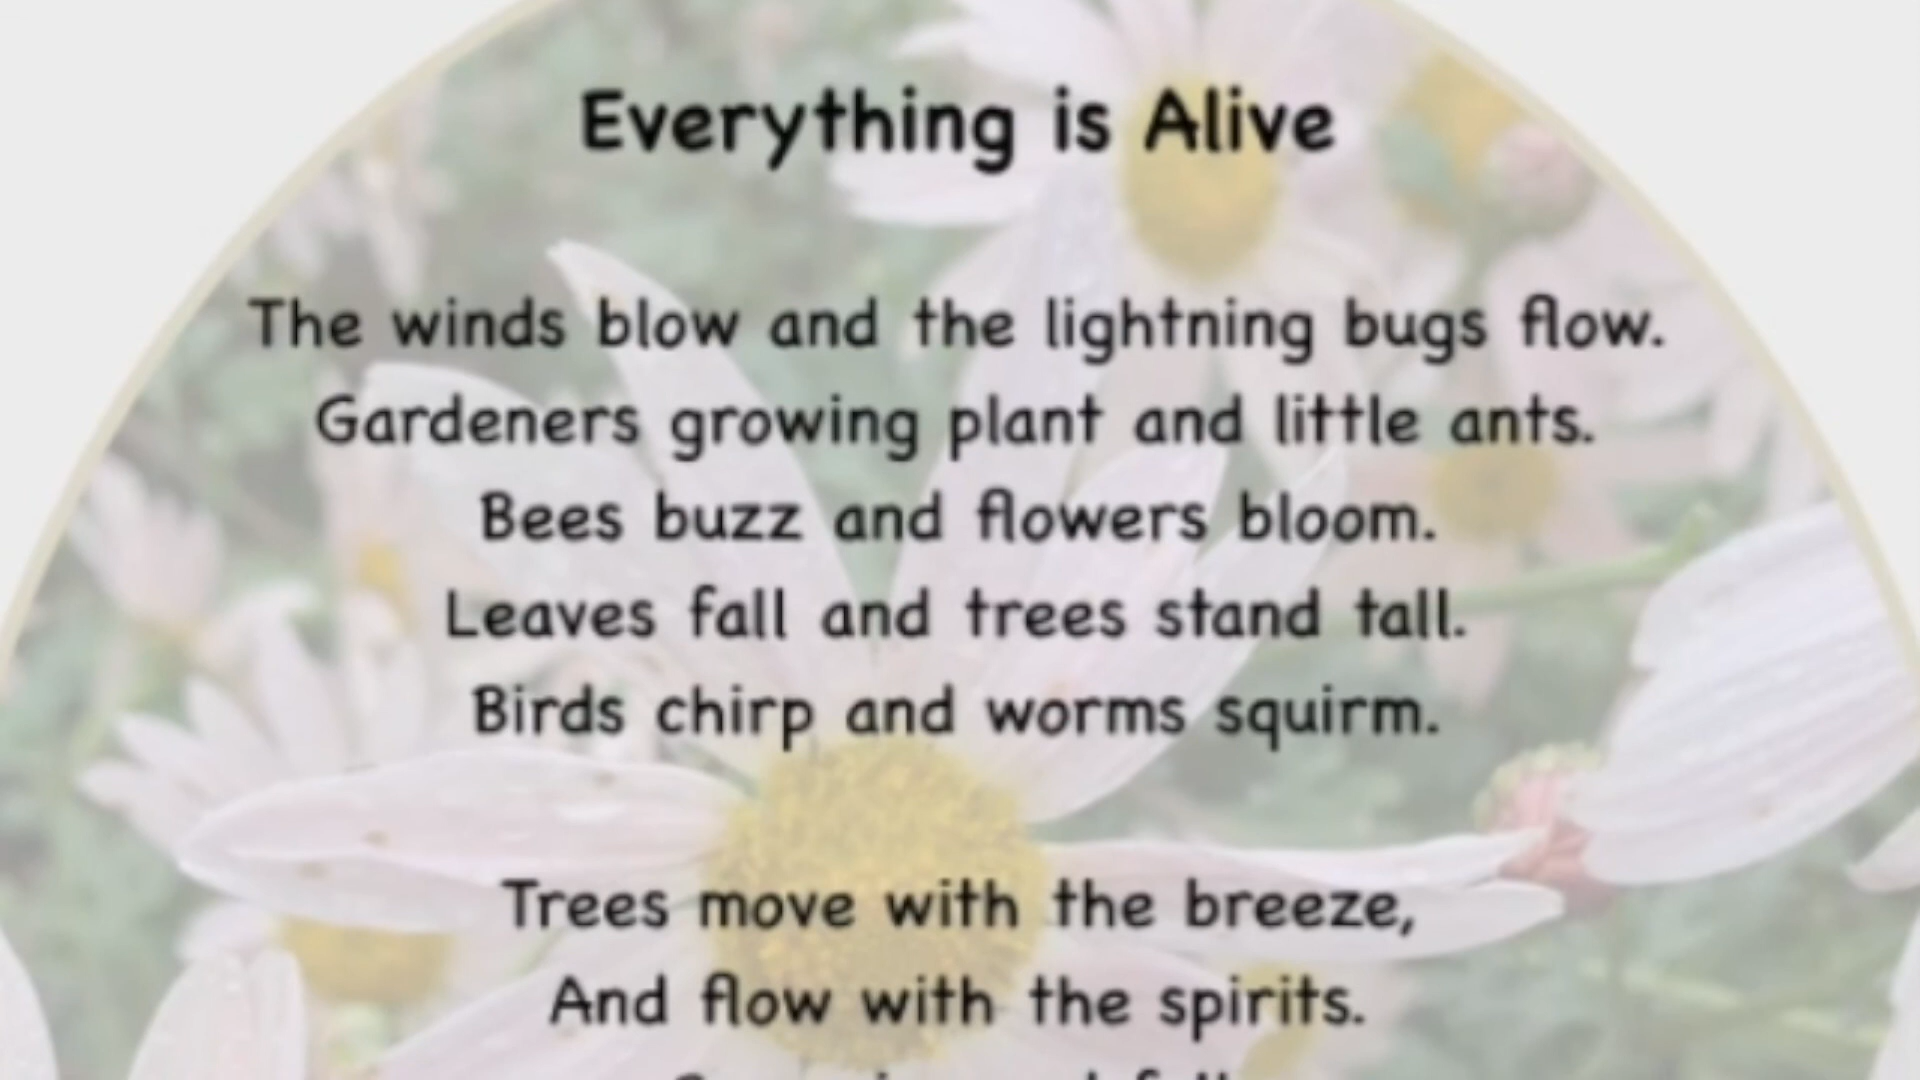 Everything is Alive
The winds blow and the lightning bugs flow.
Gardeners growing plant and little ants.
Bees buzz and flowers bloom.
Leaves fall and trees stand tall.
Birds chirp and worms squirm.
Trees move with the breeze,
And flow with the spirits.